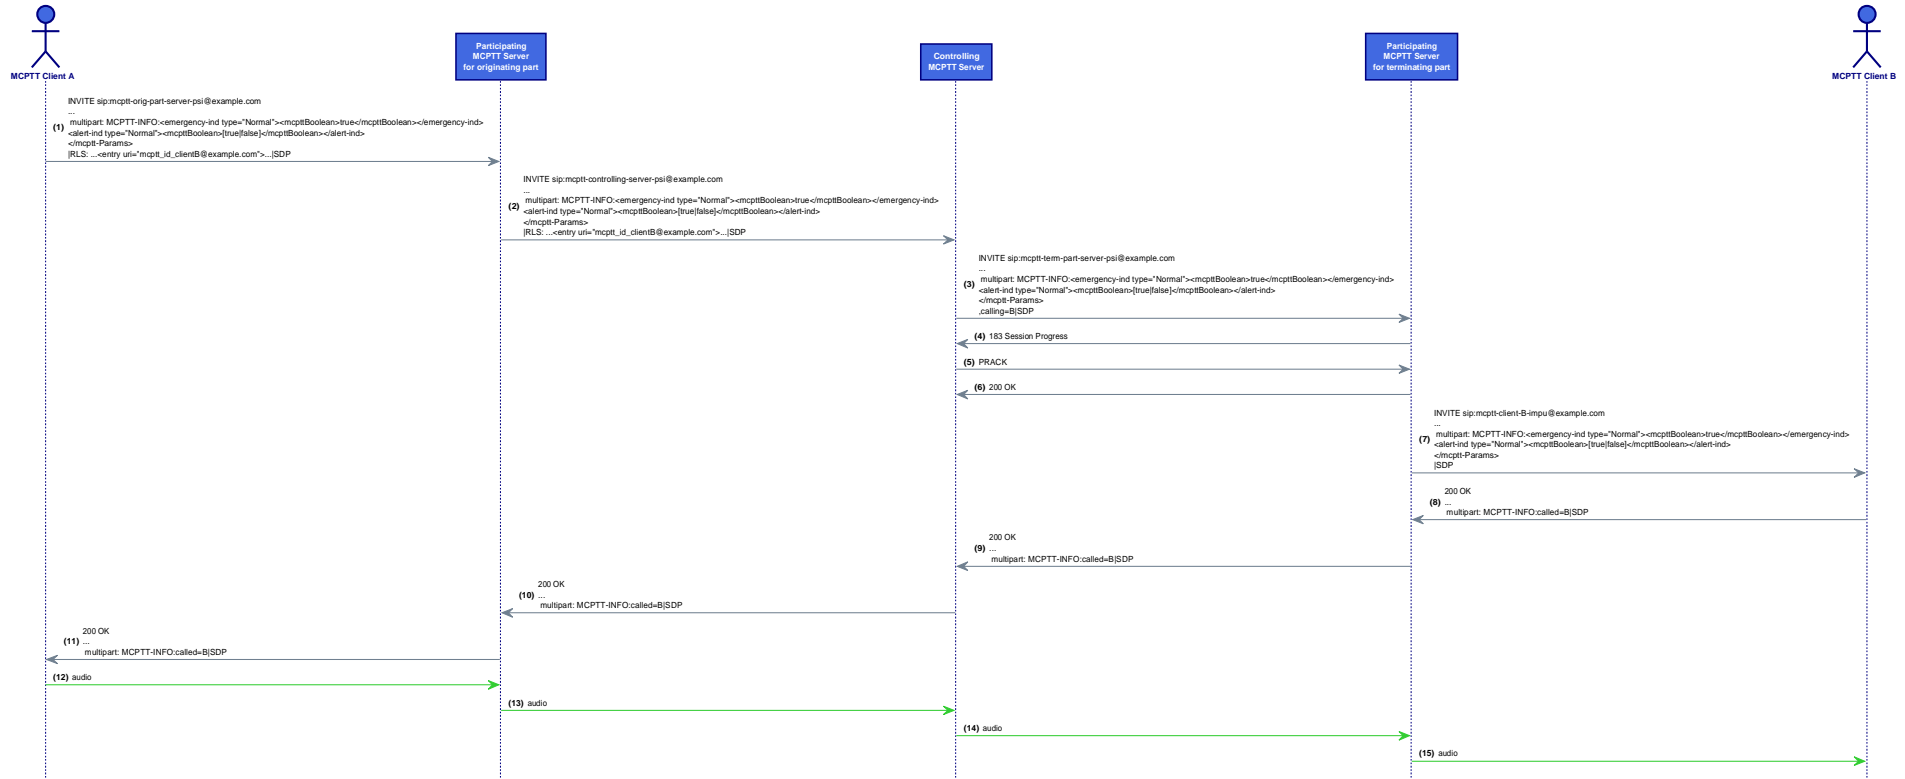 MCPTT Client A
Participating
MCPTT Server
for originating part
Controlling
MCPTT Server
Participating
MCPTT Server
for terminating part
MCPTT Client B
INVITE sip:mcptt-orig-part-server-psi@example.com
...
(1) multipart: MCPTT-INFO:<emergency-ind type="Normal"><mcpttBoolean>true</mcpttBoolean></emergency-ind>
<alert-ind type="Normal"><mcpttBoolean>[true|false]</mcpttBoolean></alert-ind>
</mcptt-Params>
|RLS: ...<entry uri="mcptt_id_clientB@example.com">...|SDP
INVITE sip:mcptt-controlling-server-psi@example.com
...
(2) multipart: MCPTT-INFO:<emergency-ind type="Normal"><mcpttBoolean>true</mcpttBoolean></emergency-ind>
<alert-ind type="Normal"><mcpttBoolean>[true|false]</mcpttBoolean></alert-ind>
</mcptt-Params>
|RLS: ...<entry uri="mcptt_id_clientB@example.com">...|SDP
INVITE sip:mcptt-term-part-server-psi@example.com
...
(3) multipart: MCPTT-INFO:<emergency-ind type="Normal"><mcpttBoolean>true</mcpttBoolean></emergency-ind>
<alert-ind type="Normal"><mcpttBoolean>[true|false]</mcpttBoolean></alert-ind>
</mcptt-Params>
,calling=B|SDP
(4) 183 Session Progress
(5) PRACK
(6) 200 OK
INVITE sip:mcptt-client-B-impu@example.com
...
(7) multipart: MCPTT-INFO:<emergency-ind type="Normal"><mcpttBoolean>true</mcpttBoolean></emergency-ind>
<alert-ind type="Normal"><mcpttBoolean>[true|false]</mcpttBoolean></alert-ind>
</mcptt-Params>
|SDP
200 OK
(8) ...
multipart: MCPTT-INFO:called=B|SDP
200 OK
(9) ...
multipart: MCPTT-INFO:called=B|SDP
200 OK
(10) ...
multipart: MCPTT-INFO:called=B|SDP
200 OK
(11) ...
multipart: MCPTT-INFO:called=B|SDP
(12) audio
(13) audio
(14) audio
(15) audio